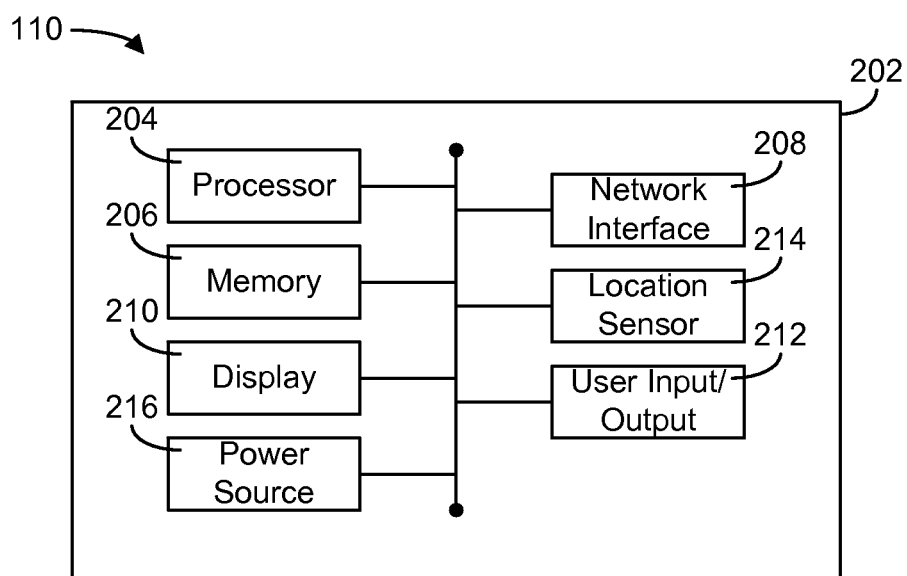 110
202
204
Processor
208
Network
Interface
206
Memory
214
Location
Sensor
210
Display
212
User Input/
Output
216
Power
Source